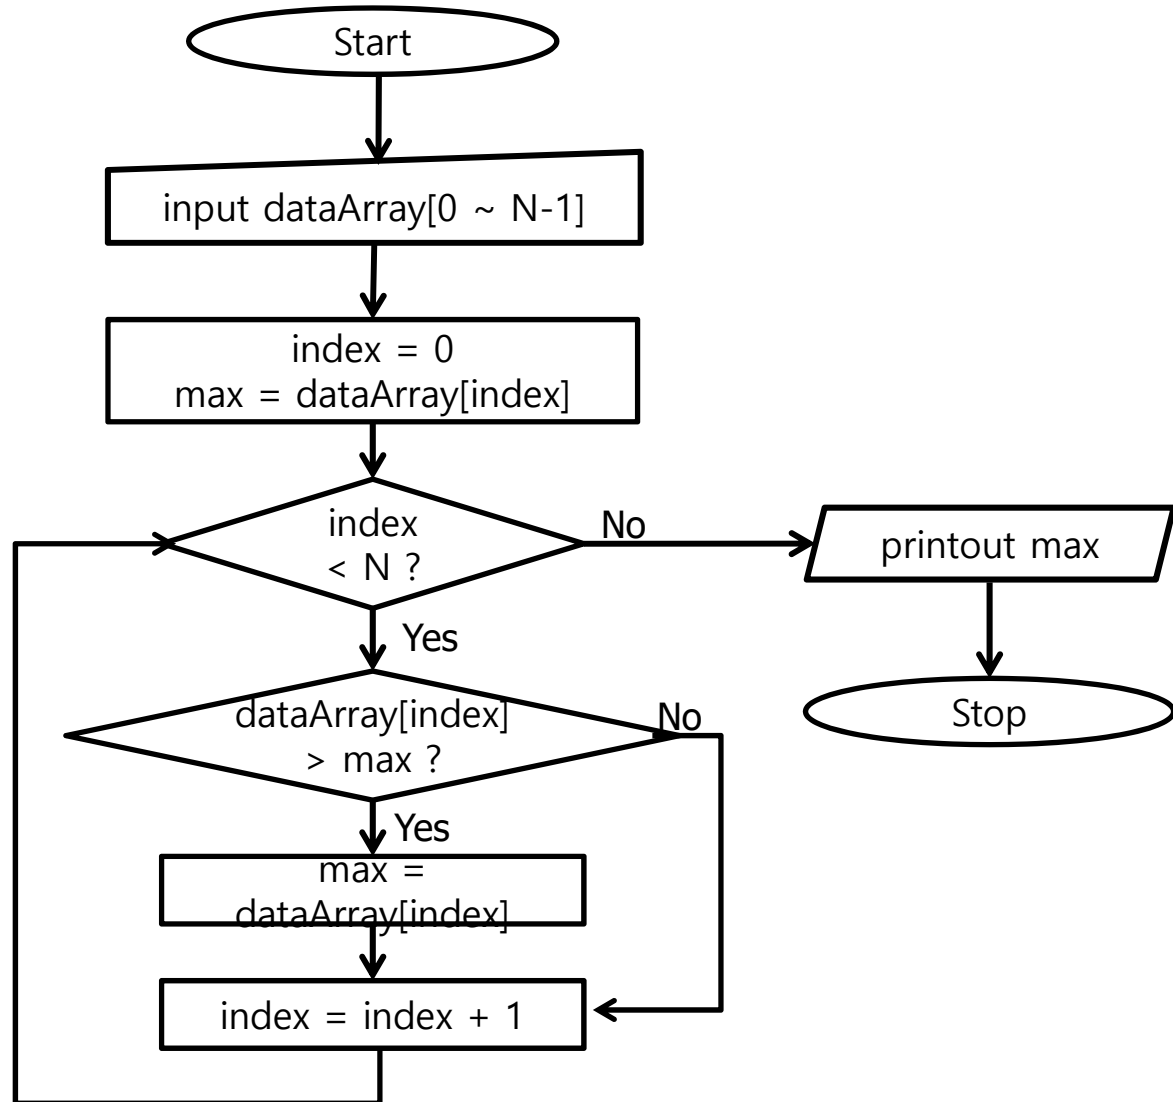 Start
input dataArray[0 ~ N-1]
index = 0
max = dataArray[index]
index
< N ?
No
printout max
Yes
Stop
dataArray[index]
> max ?
No
Yes
max =
dataArray[index]
index = index + 1